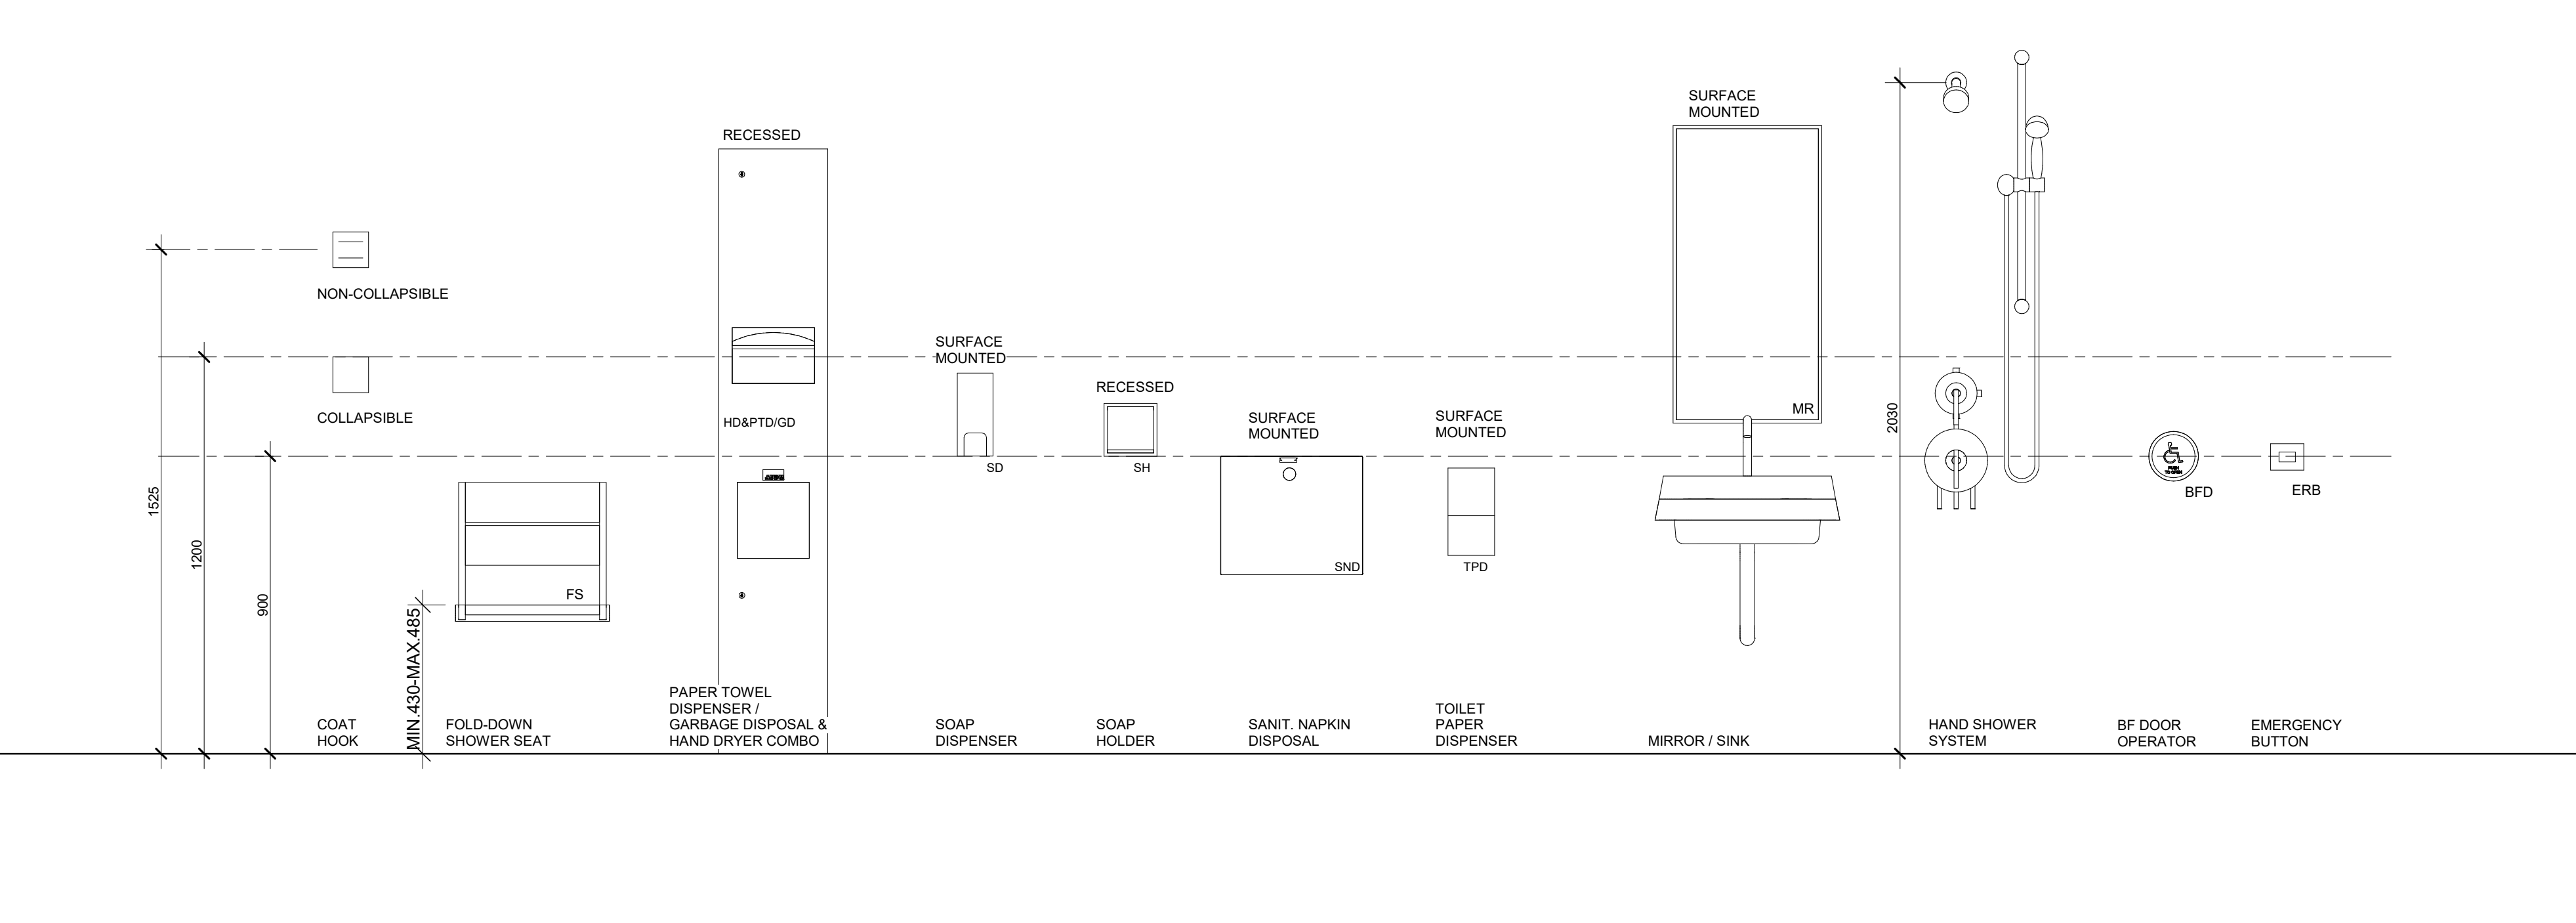 SURFACE
MOUNTED
RECESSED
NON-COLLAPSIBLE
SURFACE
MOUNTED
RECESSED
COLLAPSIBLE
HD&PTD/GD
SURFACE
MOUNTED
SURFACE
MOUNTED
MR
2030
SD
SH
PUSH
TO OPEN
BFD
ERB
1525
1200
900
MIN.430-MAX.485
FS
SND
TPD
COAT
HOOK
FOLD-DOWN
SHOWER SEAT
PAPER TOWEL
DISPENSER /
GARBAGE DISPOSAL &
HAND DRYER COMBO
SOAP
DISPENSER
SOAP
HOLDER
SANIT. NAPKIN
DISPOSAL
TOILET
PAPER
DISPENSER
MIRROR / SINK
HAND SHOWER
SYSTEM
BF DOOR
OPERATOR
EMERGENCY
BUTTON